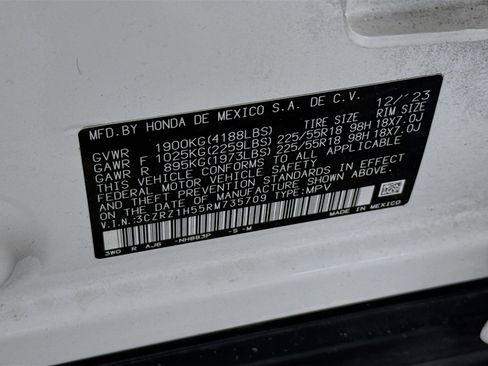 MFD.BY HONDA DE MEXICO S.A. DE C.V. 12/23
TIRE SIZE RIM SIZE
GVWR 1900KG(4188LBS)
GAWR F 1025KG(2259LBS) 225/55R18 98H 18X7.0J
GAWR R 895KG(1973LBS) 225/55R18 98H 18X7.0J
THIS VEHICLE CONFORMS TO ALL APPLICABLE
FEDERAL MOTOR VEHICLE SAFETY AND THEFT
PREVENTION STANDARDS IN EFFECT
ON THE DATE OF MANUFACTURE SHOWN ABOVE.
V.I.N.:3CZRZ1H55RM735709 TYPE:MPV
3WD R AJ6 -NH883P -S -M
MADE IN MEXICO